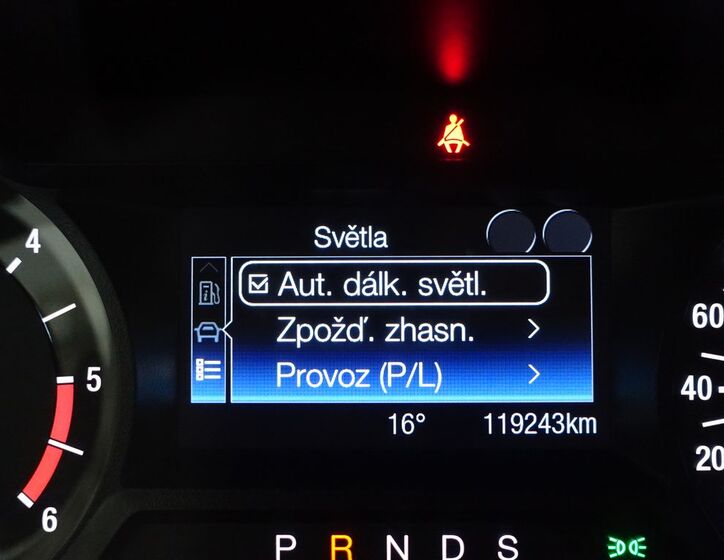 Světla
Aut. dálk. světl.
Zpožď. zhasn.
Provoz (P/L)
16° 119243km
4
5
6
60
40
20
P R N D S